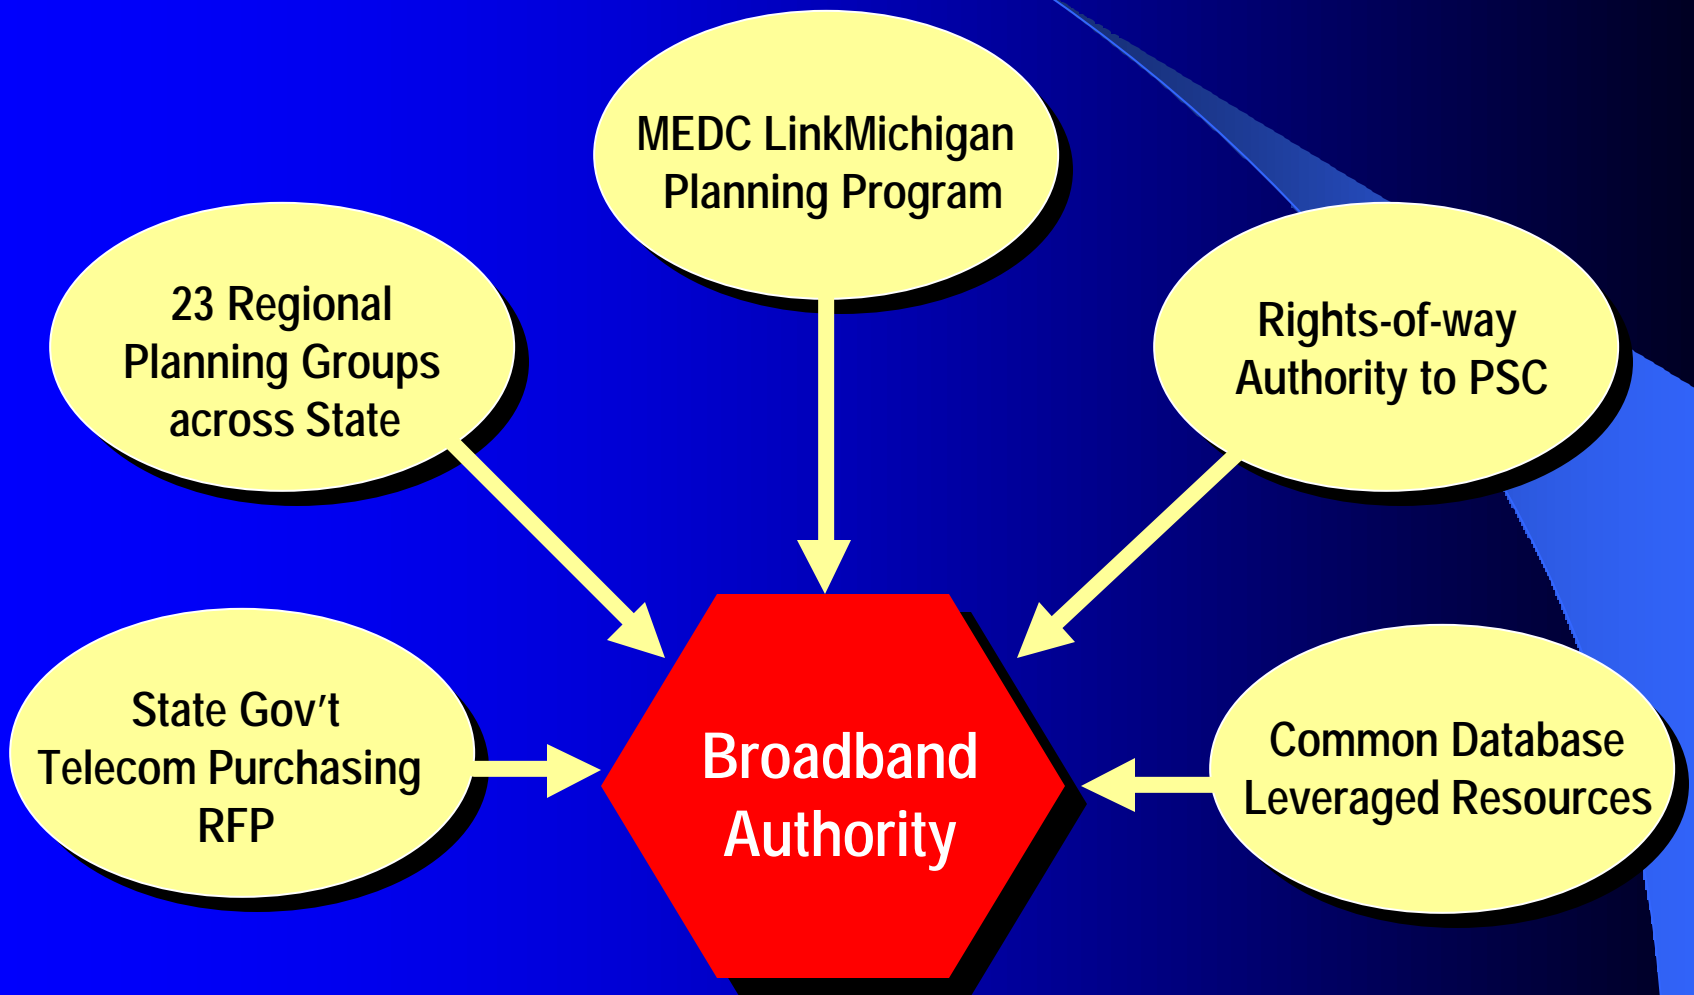 MEDC LinkMichigan
Planning Program
23 Regional
Planning Groups
across State
Rights-of-way
Authority to PSC
State Gov't
Telecom Purchasing
RFP
Broadband
Authority
Common Database
Leveraged Resources